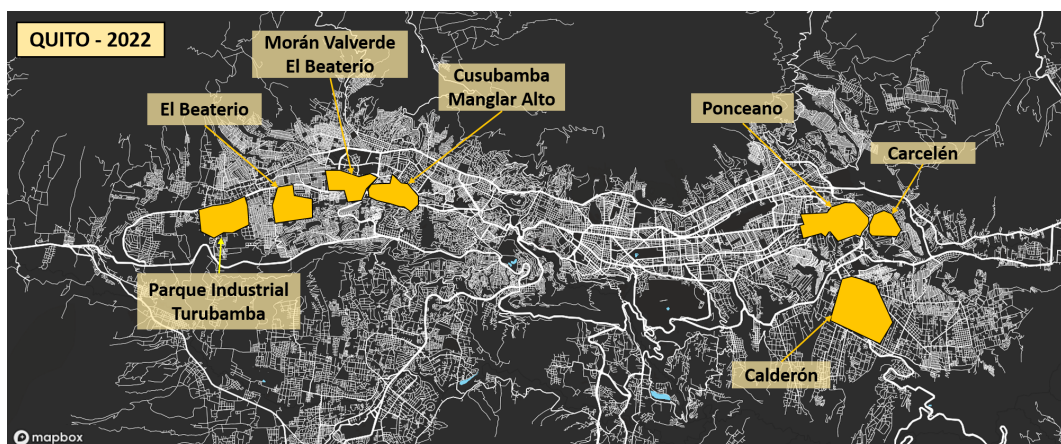 QUITO - 2022
Morán Valverde
El Beaterio
Cusubamba
Manglar Alto
El Beaterio
Ponceano
Carcelén
Parque Industrial
Turubamba
Calderón
mapbox